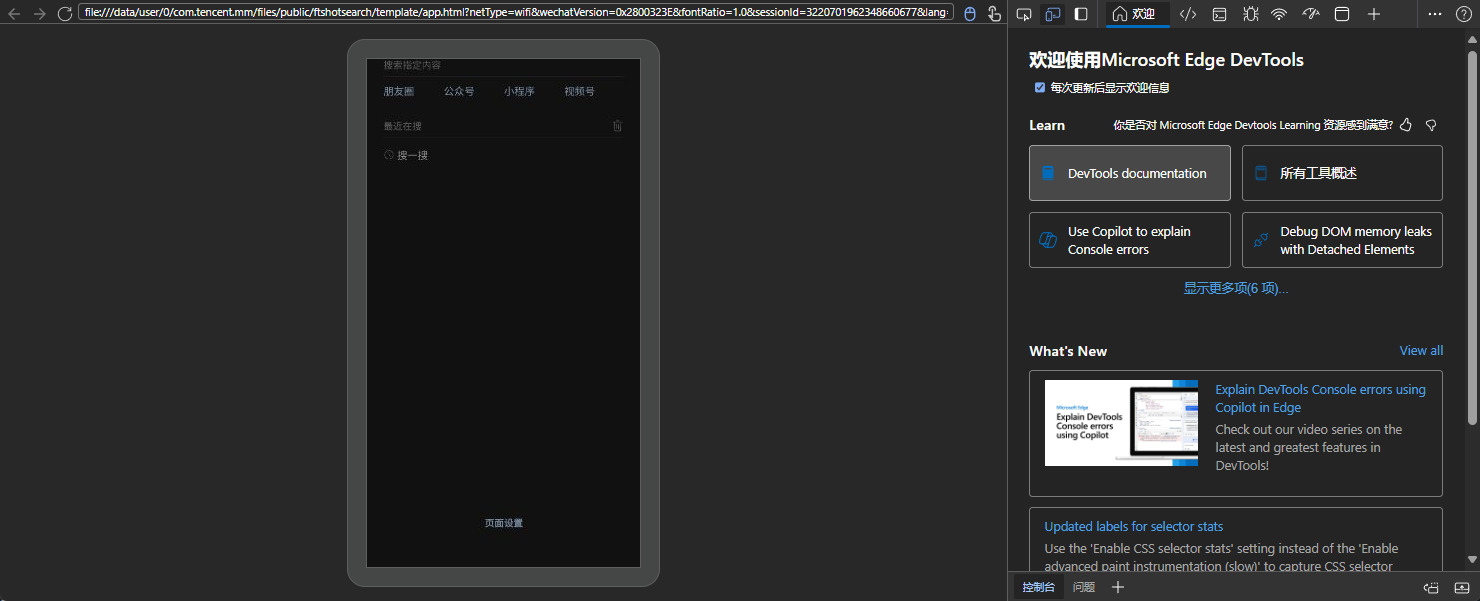 file:///data/user/0/com.tencent.mm/files/public/ftshotsearch/template/app.html?netType=wifi&wechatVersion=0x2800323E&fontRatio=1.0&sessionId=3220701962348660677&lang
欢迎
搜索指定内容
朋友圈 公众号 小程序 视频号
最近在搜
搜一搜
页面设置
欢迎使用Microsoft Edge DevTools
每次更新后显示欢迎信息
Learn 你是否对 Microsoft Edge Devtools Learning 资源感到满意?
DevTools documentation
所有工具概述
Use Copilot to explain
Console errors
Debug DOM memory leaks
with Detached Elements
显示更多项(6 项)...
What's New View all
Microsoft Edge
Explain DevTools
Console errors
using Copilot
Explain DevTools Console errors using
Copilot in Edge
Check out our video series on the
latest and greatest features in
DevTools!
Updated labels for selector stats
Use the 'Enable CSS selector stats' setting instead of the 'Enable
advanced paint instrumentation (slow)' to capture CSS selector
控制台 问题